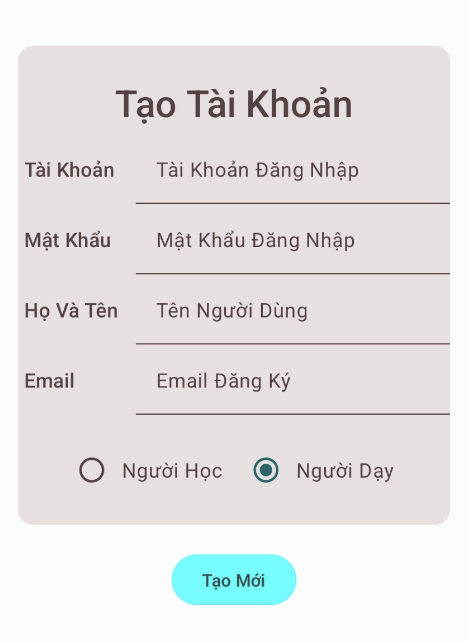 Tạo Tài Khoản
Tài Khoản Tài Khoản Đăng Nhập
Mật Khẩu Mật Khẩu Đăng Nhập
Họ Và Tên Tên Người Dùng
Email Email Đăng Ký
Người Học Người Dạy
Tạo Mới